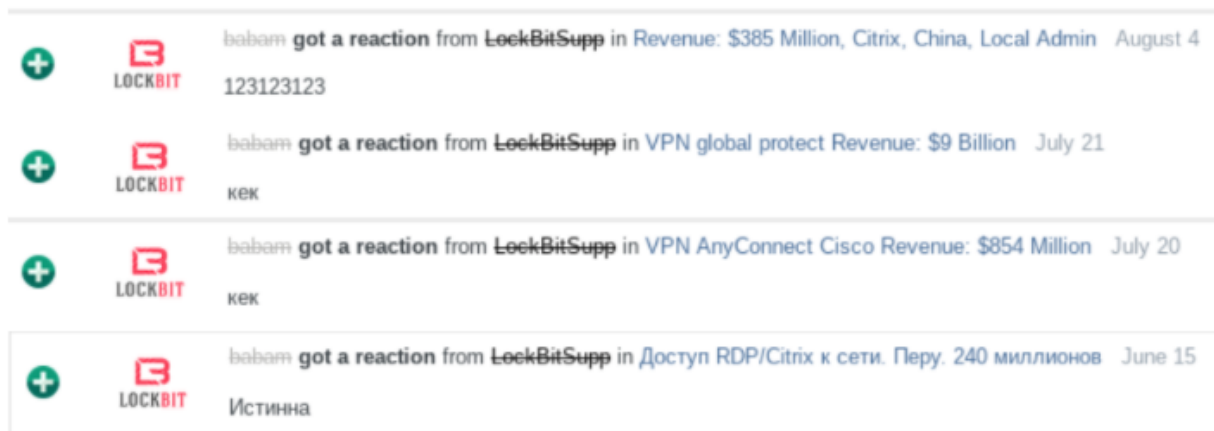 babam got a reaction from LockBitSupp in Revenue: $385 Million, Citrix, China, Local Admin August 4
LOCKBIT
123123123
babam got a reaction from LockBitSupp in VPN global protect Revenue: $9 Billion July 21
LOCKBIT
кек
babam got a reaction from LockBitSupp in VPN AnyConnect Cisco Revenue: $854 Million July 20
LOCKBIT
кек
babam got a reaction from LockBitSupp in Доступ RDP/Citrix к сети. Перу. 240 миллионов June 15
LOCKBIT
Истинна